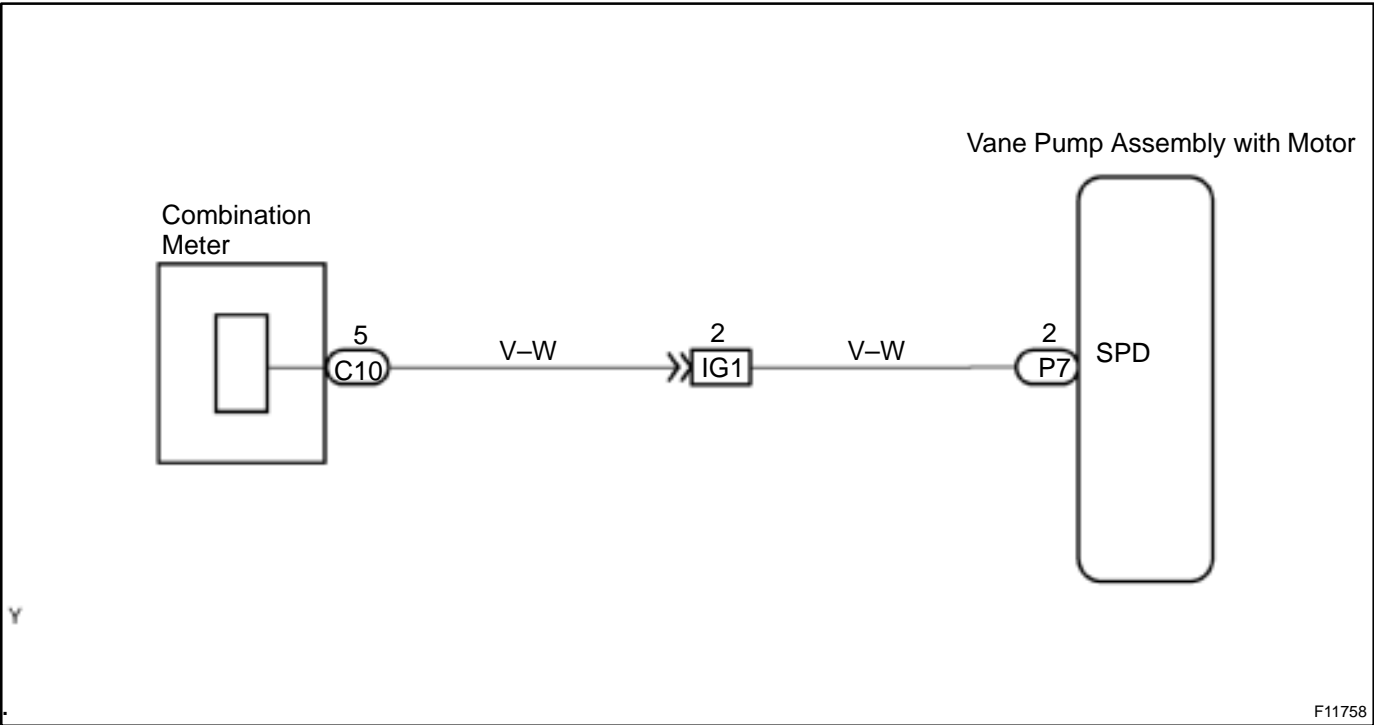 Vane Pump Assembly with Motor
Combination
Meter
5
C10
V–W
2
IG1
V–W
2
P7
SPD
Y
.
F11758